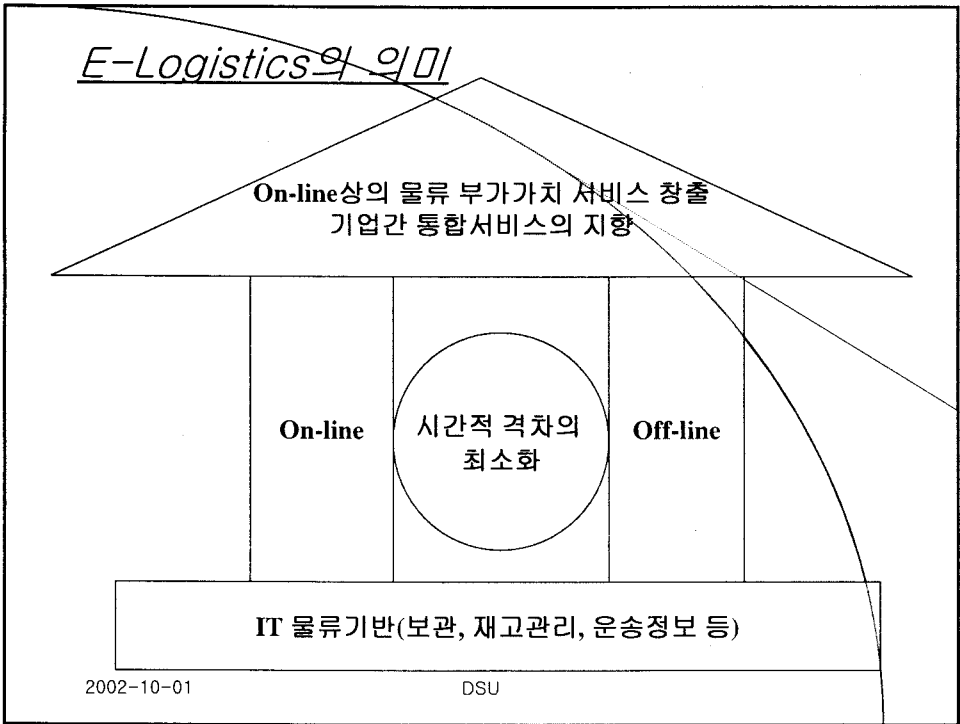 E-Logistics의 의미
On-line상의 물류 부가가치 서비스 창출
기업간 통합서비스의 지향
On-line
시간적 격차의
최소화
Off-line
IT 물류기반(보관, 재고관리, 운송정보 등)
2002-10-01
DSU